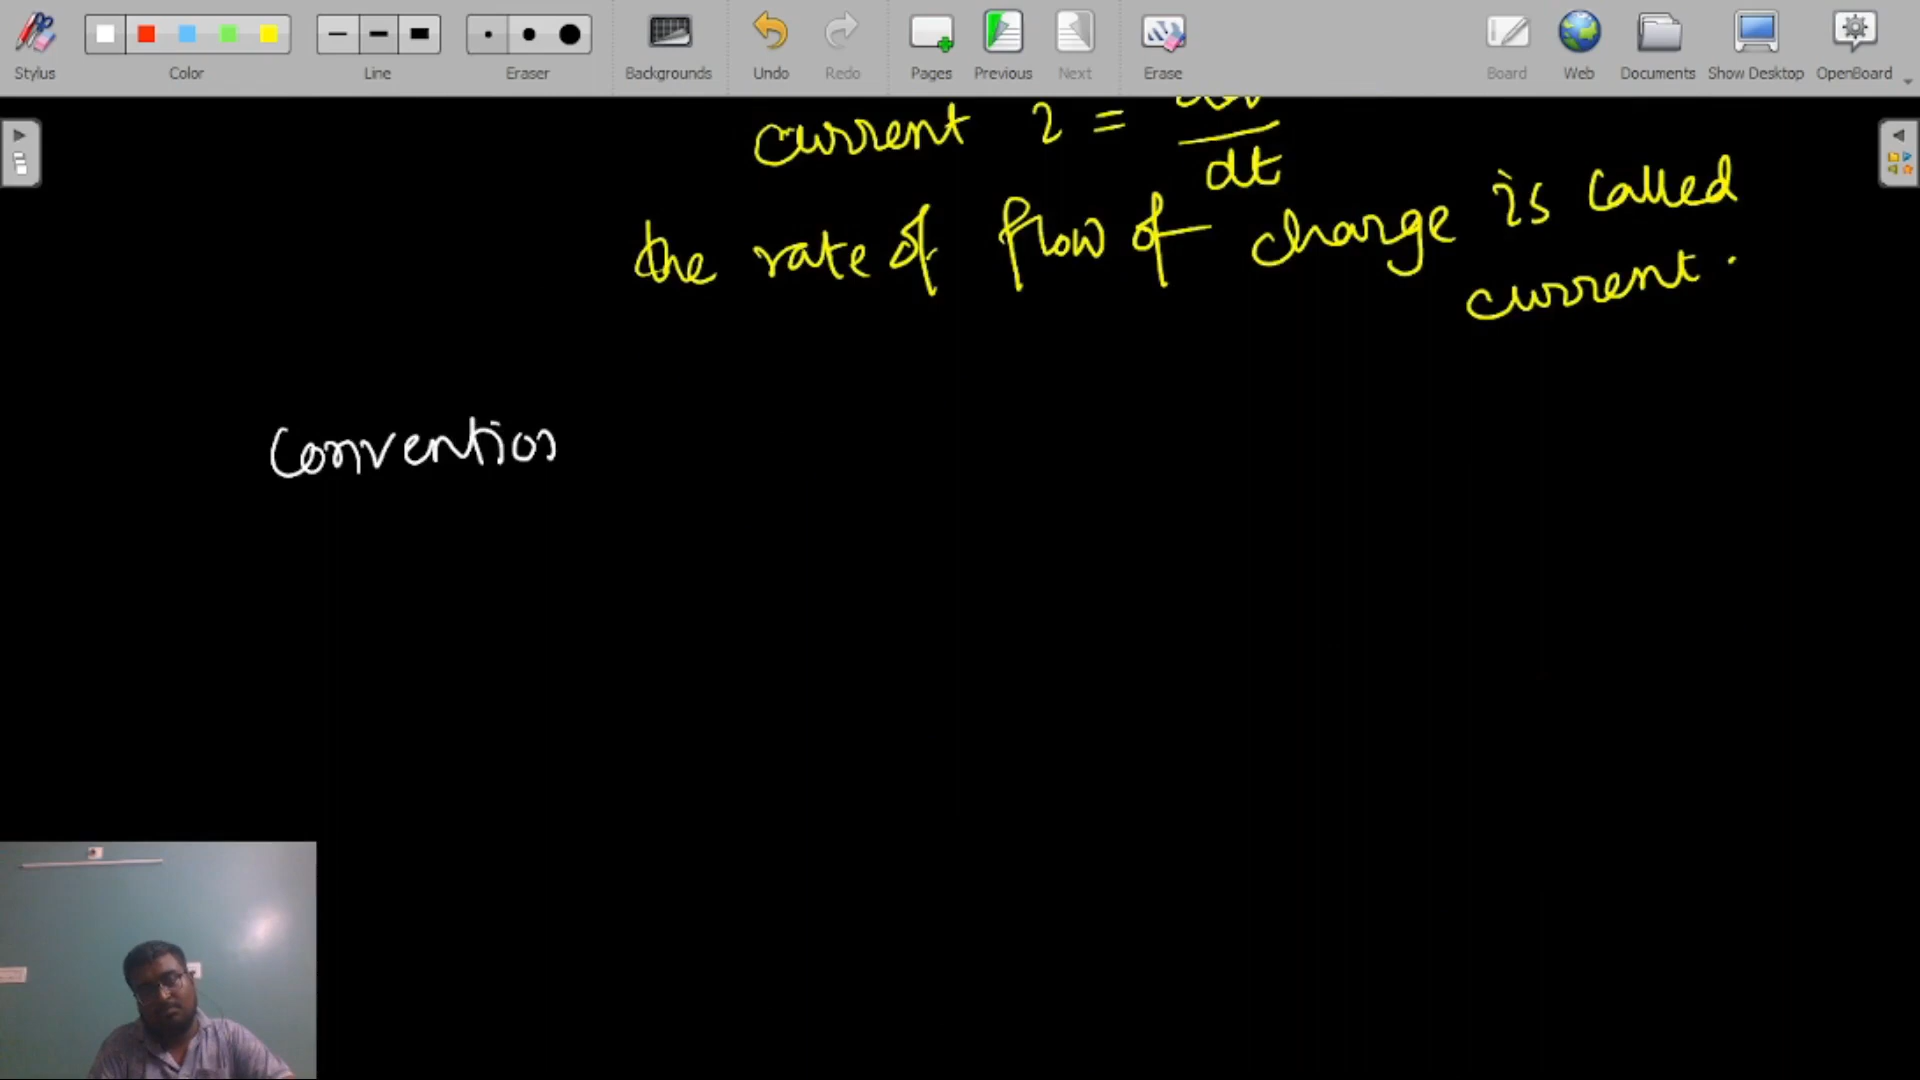 Stylus Color Line Eraser Backgrounds Undo Redo Pages Previous Next Erase Board Web Documents Show Desktop OpenBoard
current i =
dt
the rate of flow of charge is called
current.
Conventio